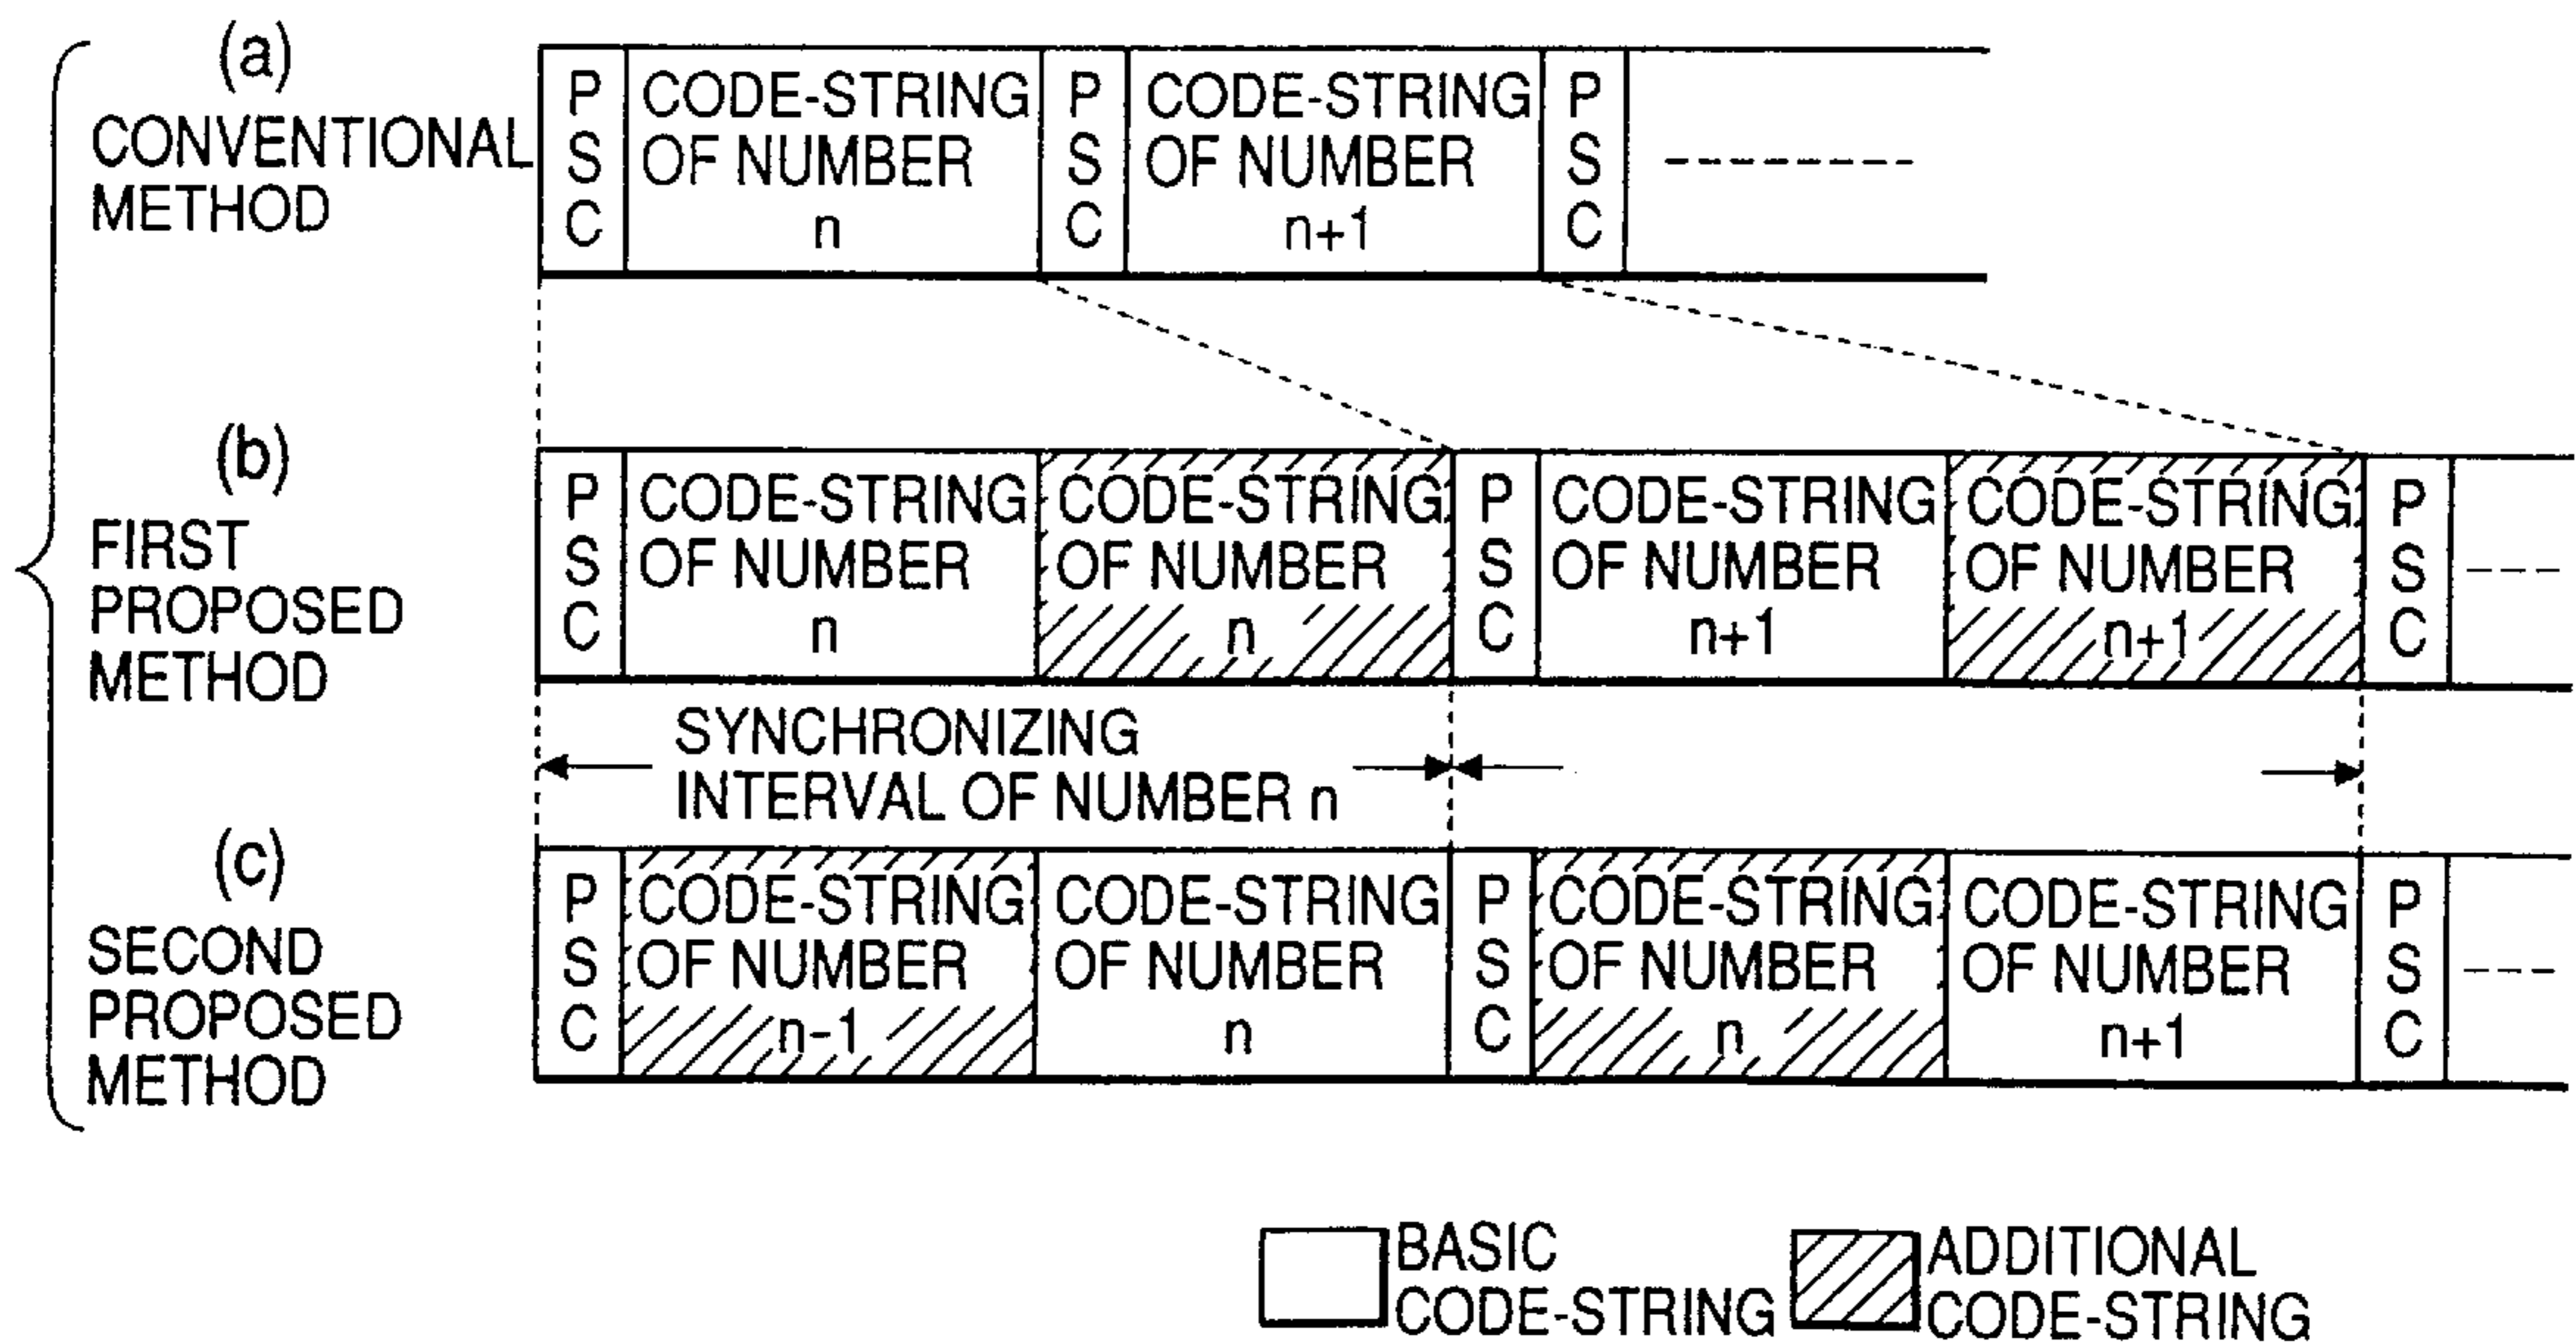 (a)
CONVENTIONAL
METHOD
P
S
C
CODE-STRING
OF NUMBER
n
P
S
C
CODE-STRING
OF NUMBER
n+1
P
S
C
(b)
FIRST
PROPOSED
METHOD
P
S
C
CODE-STRING
OF NUMBER
n
CODE-STRING
OF NUMBER
n
P
S
C
CODE-STRING
OF NUMBER
n+1
CODE-STRING
OF NUMBER
n+1
P
S
C
SYNCHRONIZING
INTERVAL OF NUMBER n
(c)
SECOND
PROPOSED
METHOD
P
S
C
CODE-STRING
OF NUMBER
n-1
CODE-STRING
OF NUMBER
n
P
S
C
CODE-STRING
OF NUMBER
n
CODE-STRING
OF NUMBER
n+1
P
S
C
BASIC
CODE-STRING
ADDITIONAL
CODE-STRING